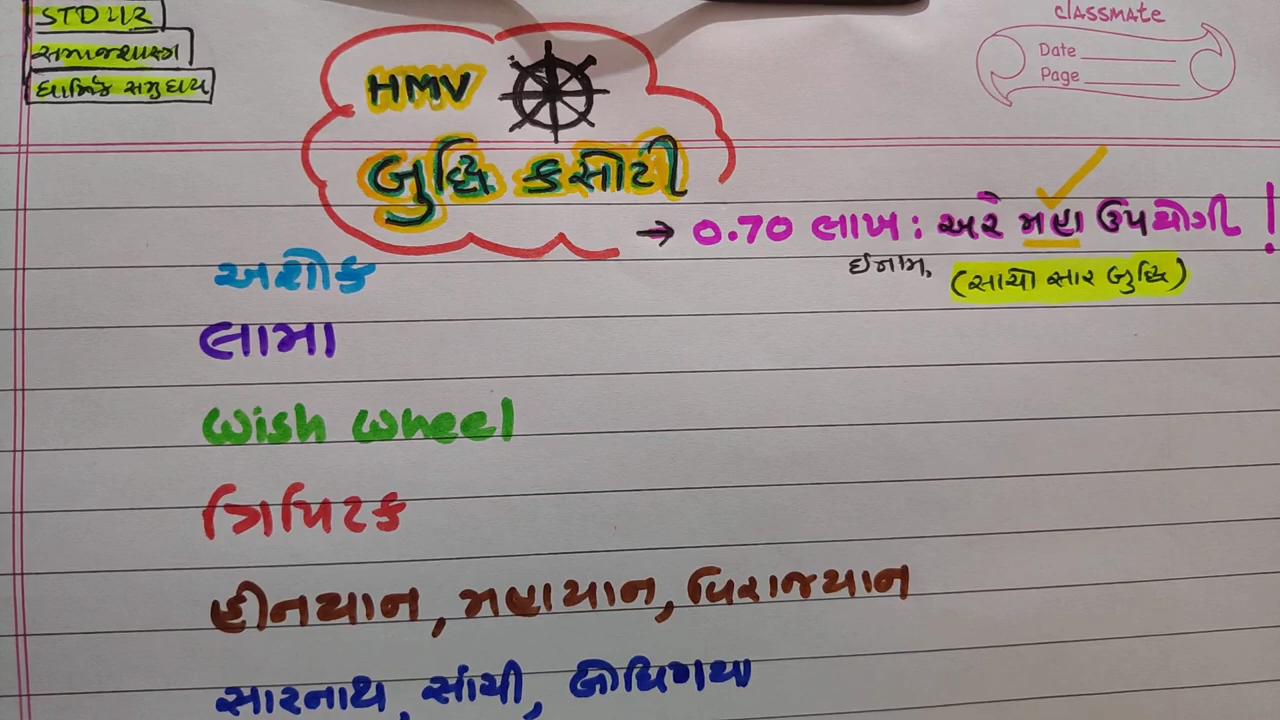 STD 12
સમાજશાસ્ત્ર
ધાર્મિક સમુદાય
classmate
Date
Page
HMV
બુદ્ધિ કસોટી
→ 0.70 લાખ : અરે મહા ઉપયોગી !
ઈનામ.
(સાચો સાર બુદ્ધિ)
અશોક
લામા
Wish Wheel
ત્રિપિટક
હીનયાન, મહાયાન, વિરાજયાન
સારનાથ, સાંચી, બોધિગયા